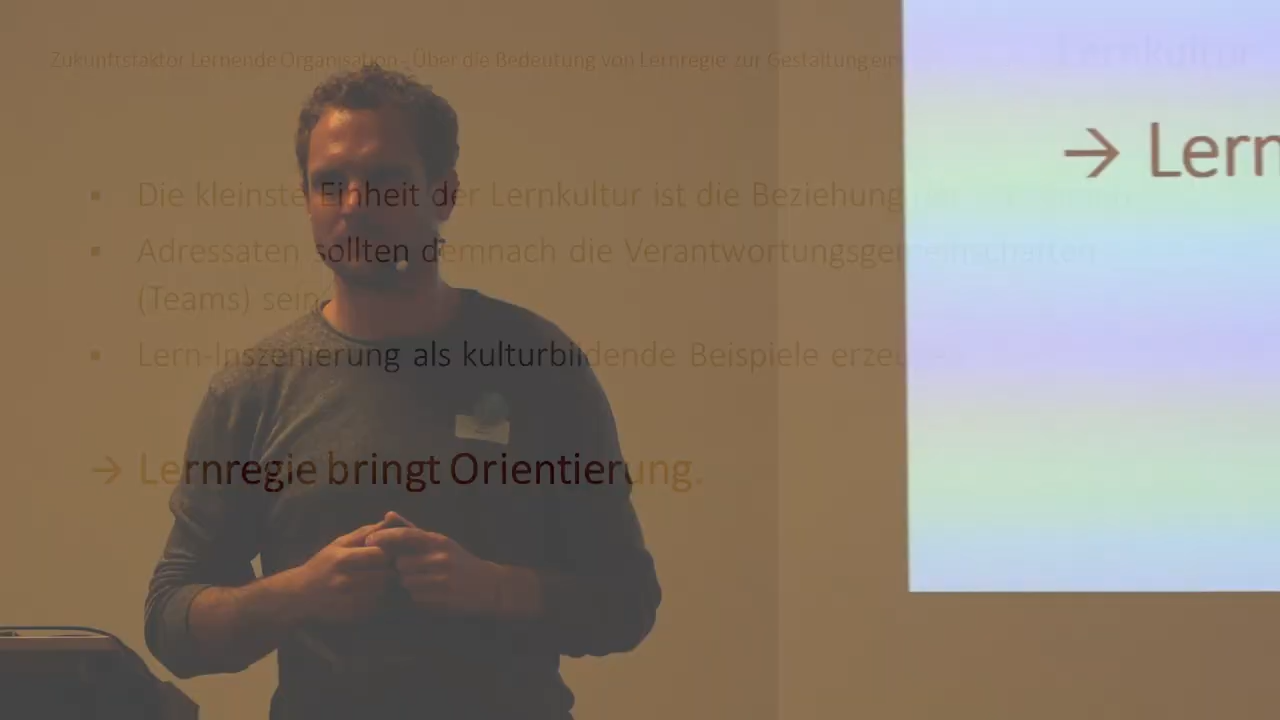 Zukunftsfaktor Lernende Organisation - Über die Bedeutung von Lernregie zur Gestaltung ein
Lernkultur
→ Lern
▪ Die kleinste Einheit der Lernkultur ist die Beziehung
▪ Adressaten sollten demnach die Verantwortungsgemeinschaften
(Teams) sein
▪ Lern-Inszenierung als kulturbildende Beispiele
→ Lernregie bringt Orientierung.